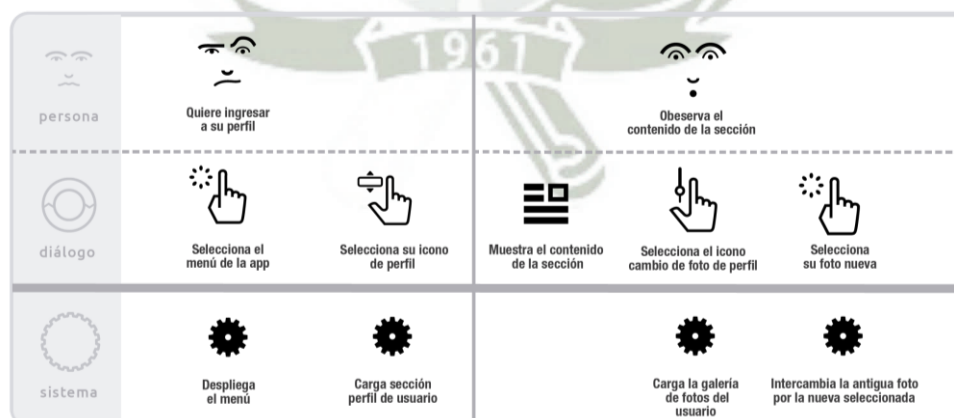 1961
persona
Quiere ingresar
a su perfil
Obeserva el
contenido de la sección
diálogo
Selecciona el
menú de la app
Selecciona su icono
de perfil
Muestra el contenido
de la sección
Selecciona el icono
cambio de foto de perfil
Selecciona
su foto nueva
sistema
Despliega
el menú
Carga sección
perfil de usuario
Carga la galería
de fotos del
usuario
Intercambia la antigua foto
por la nueva seleccionada